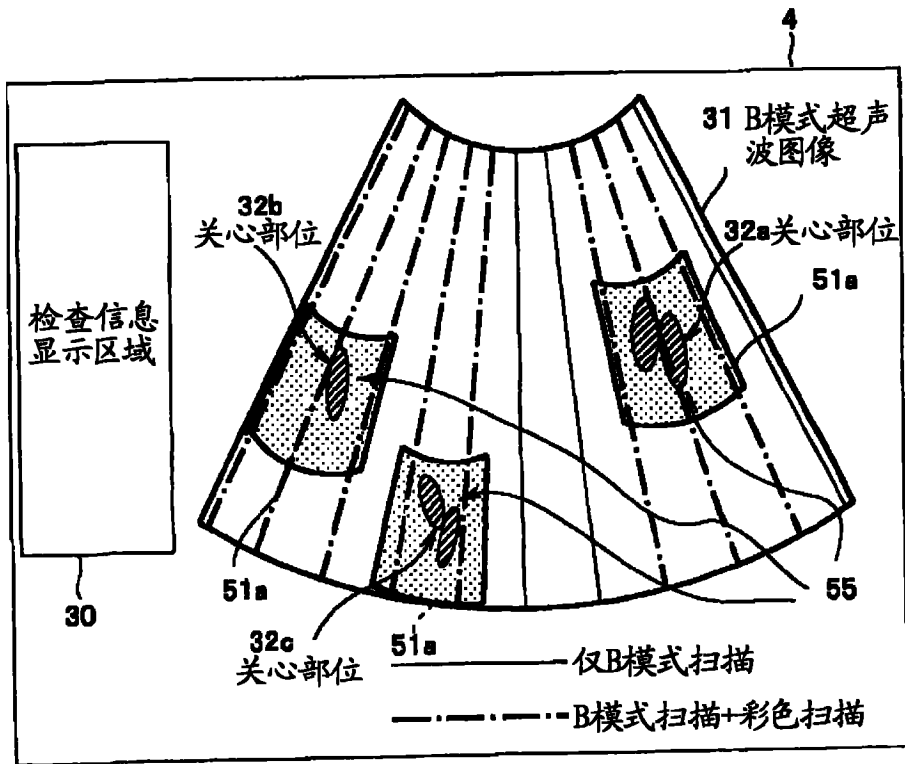 4
31 B模式超声
波图像
32b
关心部位
32a关心部位
51a
检查信息
显示区域
51a
55
30
32c
关心部位
51a
仅B模式扫描
B模式扫描+彩色扫描